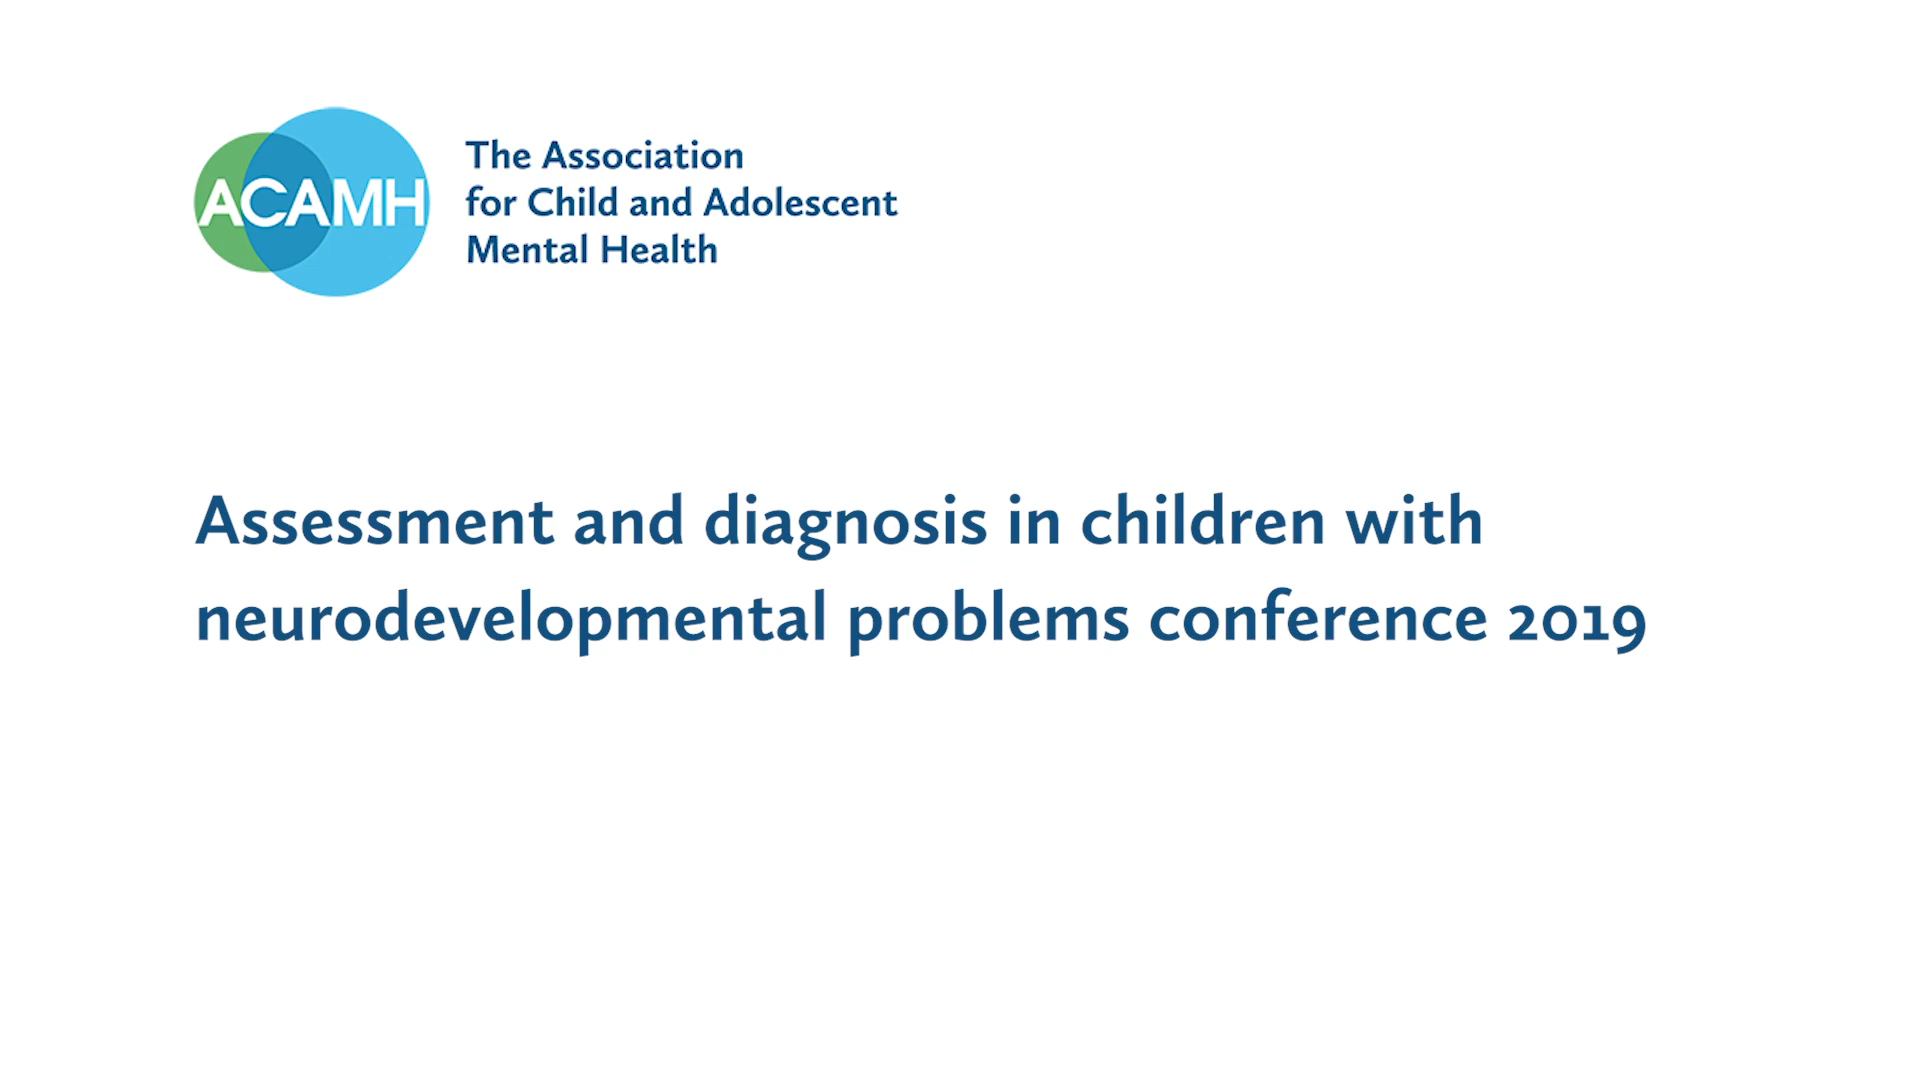 ACAMH
The Association
for Child and Adolescent
Mental Health
Assessment and diagnosis in children with
neurodevelopmental problems conference 2019